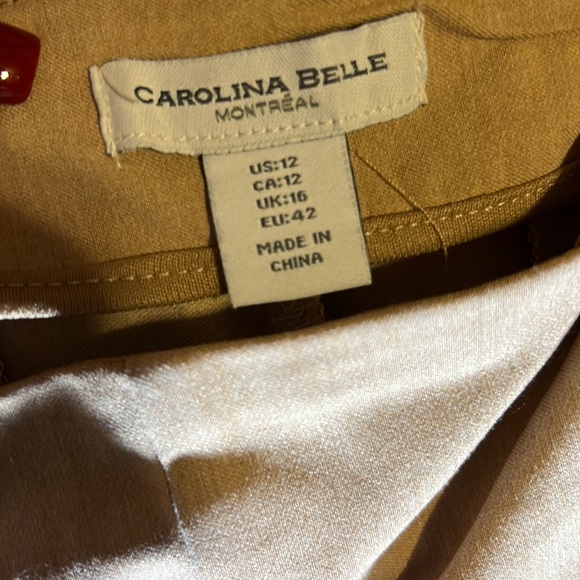 CAROLINA BELLE
MONTRÉAL
US:12
CA:12
UK:16
EU:42
MADE IN
CHINA